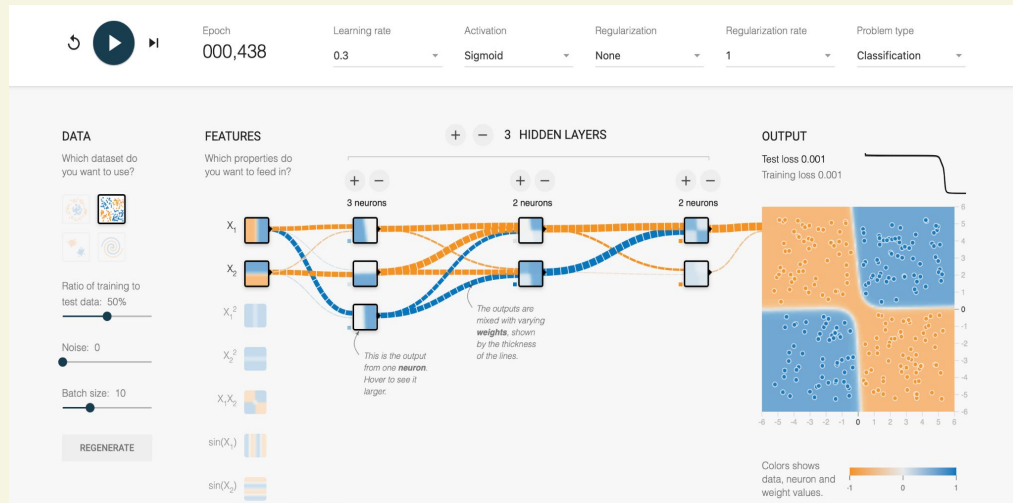 Epoch
000,438
Learning rate
0.3
Activation
Sigmoid
Regularization
None
Regularization rate
1
Problem type
Classification
DATA
Which dataset do
you want to use?
Ratio of training to
test data: 50%
Noise: 0
Batch size: 10
REGENERATE
FEATURES
Which properties do
you want to feed in?
X₁
X₂
X₁²
X₂²
X₁X₂
sin(X₁)
sin(X₂)
+ − 3 HIDDEN LAYERS
+ −
3 neurons
+ −
2 neurons
+ −
2 neurons
This is the output
from one neuron.
Hover to see it
larger.
The outputs are
mixed with varying
weights, shown
by the thickness
of the lines.
OUTPUT
Test loss 0.001
Training loss 0.001
6
5
4
3
2
1
0
-1
-2
-3
-4
-5
-6
-6 -5 -4 -3 -2 -1 0 1 2 3 4 5 6
Colors shows
data, neuron and
weight values.
-1 0 1